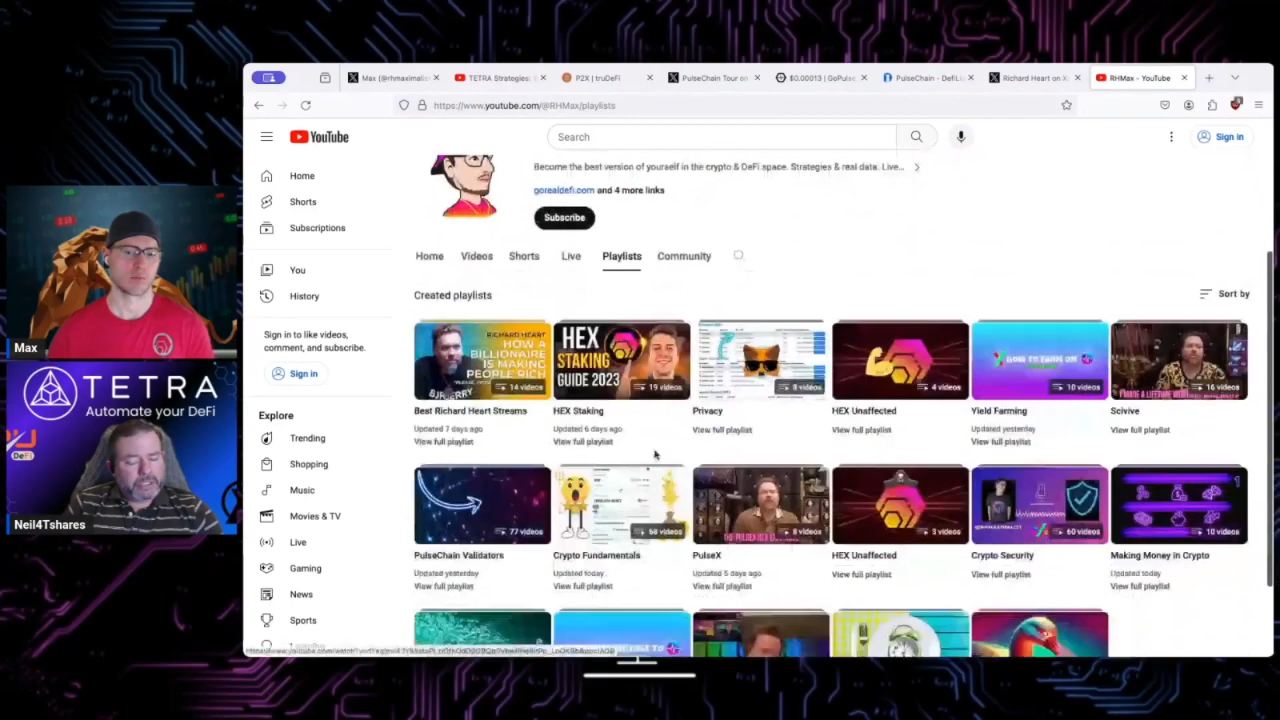 Max (@rhmaximalis
TETRA Strategies:
P2X | truDeFi
PulseChain Tour on
$0.00013 | GoPulse
PulseChain - DefiLl
Richard Heart on X
RHMax - YouTube
https://www.youtube.com/@RHMax/playlists
YouTube
Search
Sign in
Become the best version of yourself in the crypto & DeFi space. Strategies & real data. Live...
gorealdefi.com and 4 more links
Subscribe
Home
Shorts
Subscriptions
You
History
Sign in to like videos,
comment, and subscribe.
Sign in
Explore
Trending
Shopping
Music
Movies & TV
Live
Gaming
News
Sports
Home Videos Shorts Live Playlists Community
Created playlists
Sort by
RICHARD HEART
HOW A
BILLIONAIRE
IS MAKING
PEOPLE RICH
14 videos
HEX
STAKING
GUIDE 2023
19 videos
8 videos
4 videos
10 videos
16 videos
Best Richard Heart Streams
Updated 7 days ago
View full playlist
HEX Staking
Updated 6 days ago
View full playlist
Privacy
View full playlist
HEX Unaffected
View full playlist
Yield Farming
Updated yesterday
View full playlist
Scivive
View full playlist
77 videos
68 videos
8 videos
3 videos
60 videos
10 videos
PulseChain Validators
Updated yesterday
View full playlist
Crypto Fundamentals
Updated today
View full playlist
PulseX
Updated 5 days ago
View full playlist
HEX Unaffected
View full playlist
Crypto Security
View full playlist
Making Money in Crypto
Updated today
View full playlist
Max
TETRA
Automate your DeFi
DeFi
Neil4Tshares